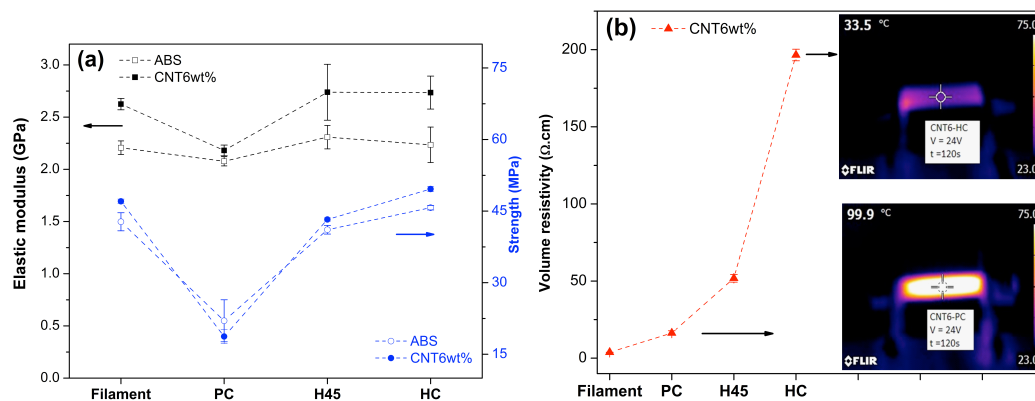 (a)
ABS
CNT6wt%
Elastic modulus (GPa)
3.0
2.5
2.0
1.5
1.0
0.5
0.0
75
60
45
30
15
Strength (MPa)
ABS
CNT6wt%
Filament PC H45 HC
(b)
CNT6wt%
Volume resistivity (Ω.cm)
200
150
100
50
0
Filament PC H45 HC
33.5 °C
75.0
CNT6-HC
V = 24V
t =120s
FLIR
23.0
99.9 °C
75.0
CNT6-PC
V = 24V
t =120s
FLIR
23.0